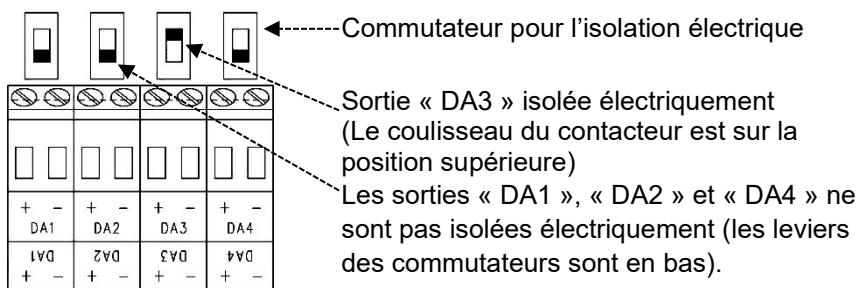 Commutateur pour l’isolation électrique
Sortie « DA3 » isolée électriquement
(Le coulisseau du contacteur est sur la
position supérieure)
Les sorties « DA1 », « DA2 » et « DA4 » ne
sont pas isolées électriquement (les leviers
des commutateurs sont en bas).
+ - + - + - + -
DA1 DA2 DA3 DA4
DA1 DA2 DA3 DA4
+ - + - + - + -